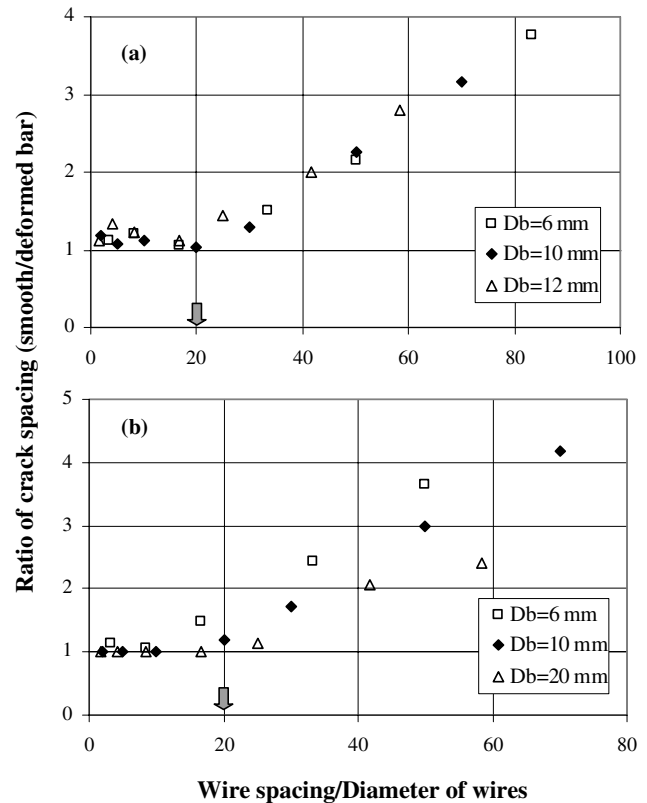 Ratio of crack spacing (smooth/deformed bar)
4
3
2
1
0
(a)
Db=6 mm
Db=10 mm
Db=12 mm
0 20 40 60 80 100
5
4
3
2
1
0
(b)
Db=6 mm
Db=10 mm
Db=20 mm
0 20 40 60 80
Wire spacing/Diameter of wires